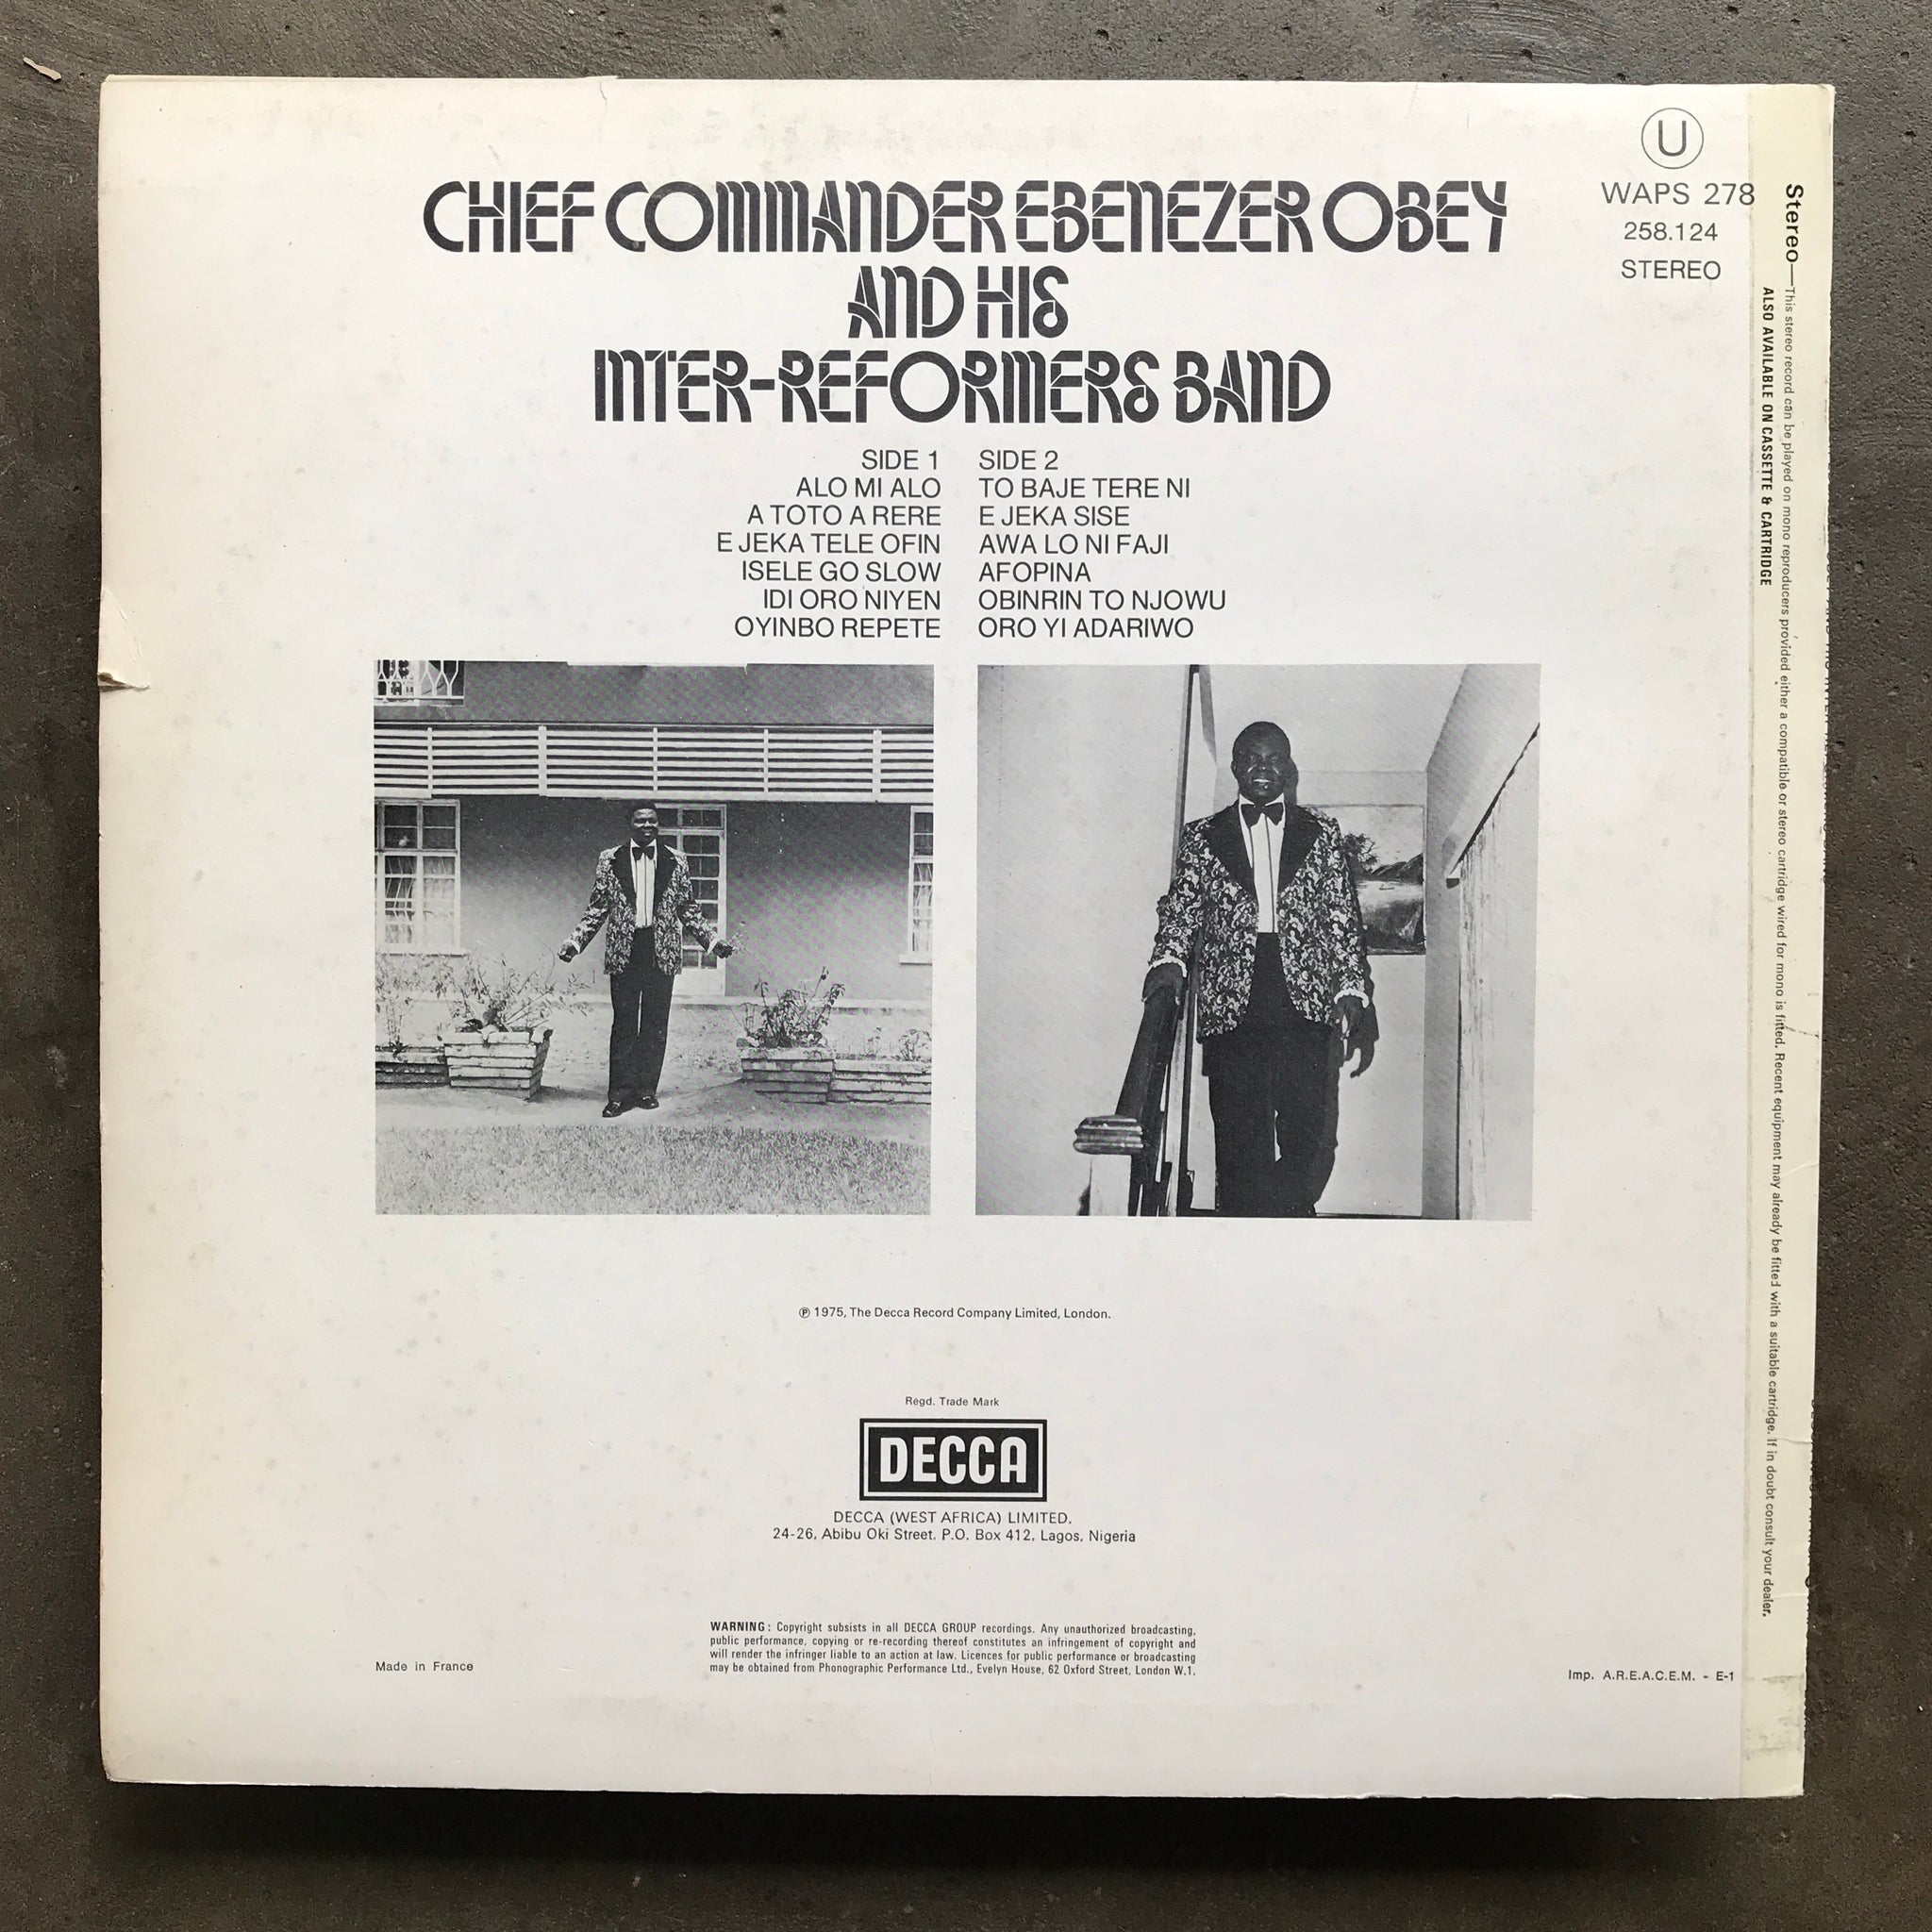 CHIEF COMMANDER EBENEZER OBEY
AND HIS
INTER-REFORMERS BAND
U
WAPS 278
258.124
STEREO
SIDE 1
ALO MI ALO
A TOTO A RERE
E JEKA TELE OFIN
ISELE GO SLOW
IDI ORO NIYEN
OYINBO REPETE
SIDE 2
TO BAJE TERE NI
E JEKA SISE
AWA LO NI FAJI
AFOPINA
OBINRIN TO NJOWU
ORO YI ADARIWO
℗ 1975, The Decca Record Company Limited, London.
Regd. Trade Mark
DECCA
DECCA (WEST AFRICA) LIMITED.
24-26, Abibu Oki Street. P.O. Box 412. Lagos. Nigeria
WARNING: Copyright subsists in all DECCA GROUP recordings. Any unauthorized broadcasting,
public performance, copying or re-recording thereof constitutes an infringement of copyright and
will render the infringer liable to an action at law. Licences for public performance or broadcasting
may be obtained from Phonographic Performance Ltd., Evelyn House, 62 Oxford Street, London W.1.
Made in France
Imp. A.R.E.A.C.E.M. - E-1
Stereo—This stereo record can be played on mono reproducers provided either a compatible or stereo cartridge wired for mono is fitted. Recent equipment may already be fitted with a suitable cartridge. If in doubt consult your dealer.
ALSO AVAILABLE ON CASSETTE & CARTRIDGE